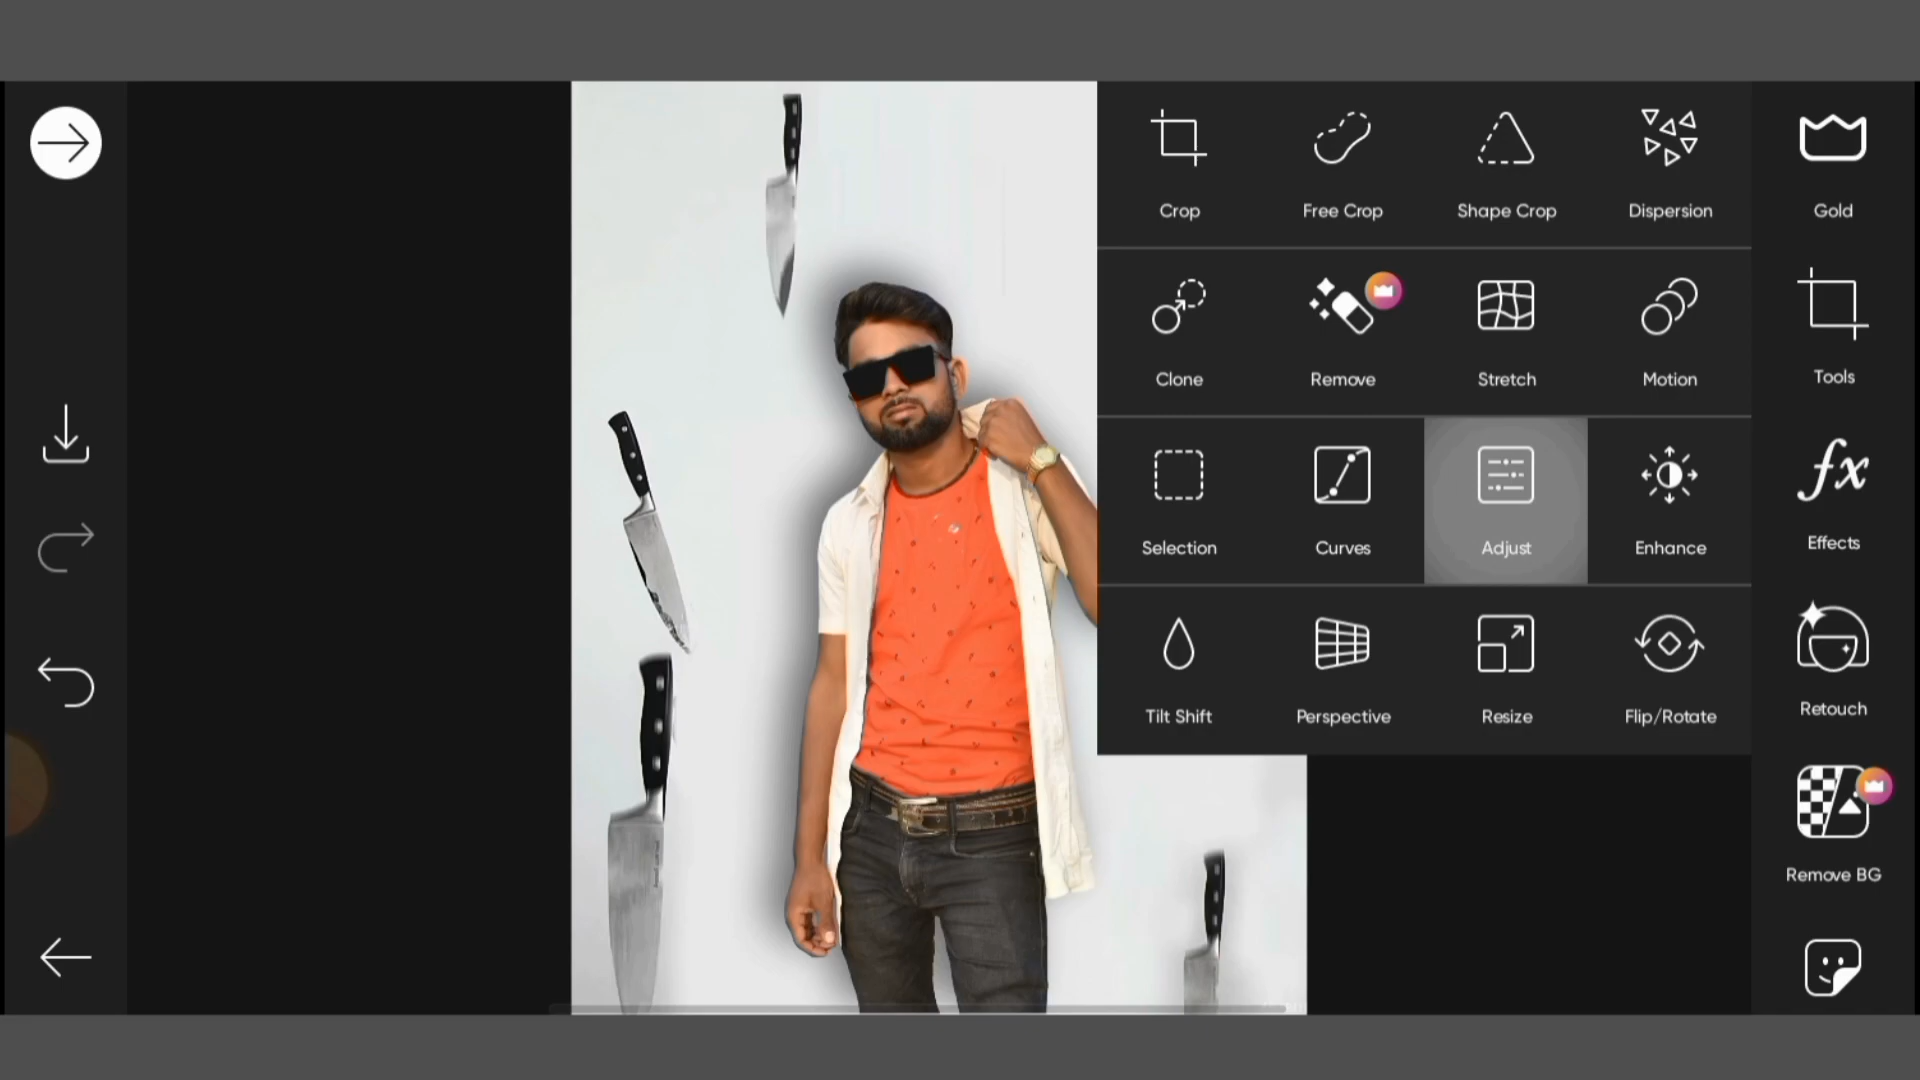 Crop
Free Crop
Shape Crop
Dispersion
Gold
Clone
Remove
Stretch
Motion
Tools
Selection
Curves
Adjust
Enhance
Effects
Tilt Shift
Perspective
Resize
Flip/Rotate
Retouch
Remove BG